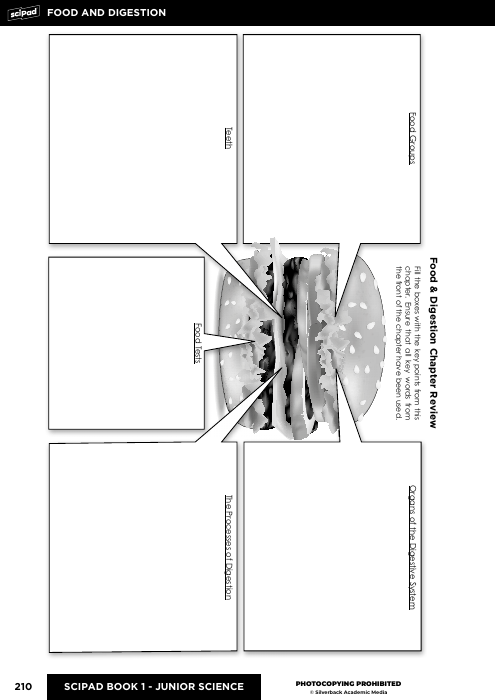 scipad
FOOD AND DIGESTION
Food & Digestion Chapter Review
Fill the boxes with the key points from this
chapter. Ensure that all key words from
the front of the chapter have been used.
Food Groups
Organs of the Digestive System
Teeth
The Processes of Digestion
Food Tests
210
SCIPAD BOOK 1 - JUNIOR SCIENCE
PHOTOCOPYING PROHIBITED
© Silverback Academic Media